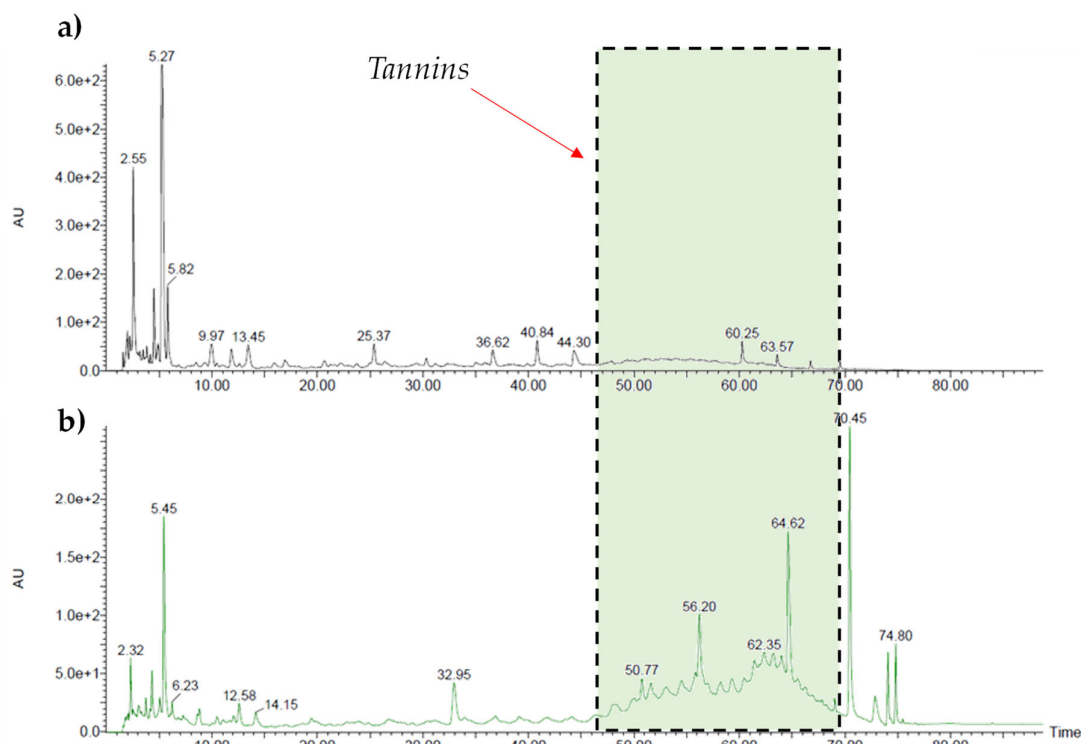 a)
Tannins
5.27
6.0e+2
5.0e+2
2.55
4.0e+2
AU
3.0e+2
2.0e+2
5.82
1.0e+2
9.97
13.45
25.37
36.62
40.84
44.30
60.25
63.57
0.0
10.00 20.00 30.00 40.00 50.00 60.00 70.00 80.00
b)
70.45
2.0e+2
5.45
64.62
1.5e+2
AU
1.0e+2
56.20
62.35
74.80
2.32
50.77
5.0e+1
6.23
32.95
12.58
14.15
0.0
Time